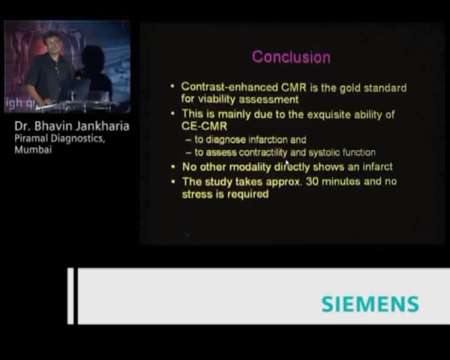 igh qu
Dr. Bhavin Jankharia
Piramal Diagnostics,
Mumbai
Conclusion
• Contrast-enhanced CMR is the gold standard
for viability assessment
• This is mainly due to the exquisite ability of
CE-CMR
– to diagnose infarction and
– to assess contractility and systolic function
• No other modality directly shows an infarct
• The study takes approx. 30 minutes and no
stress is required
SIEMENS